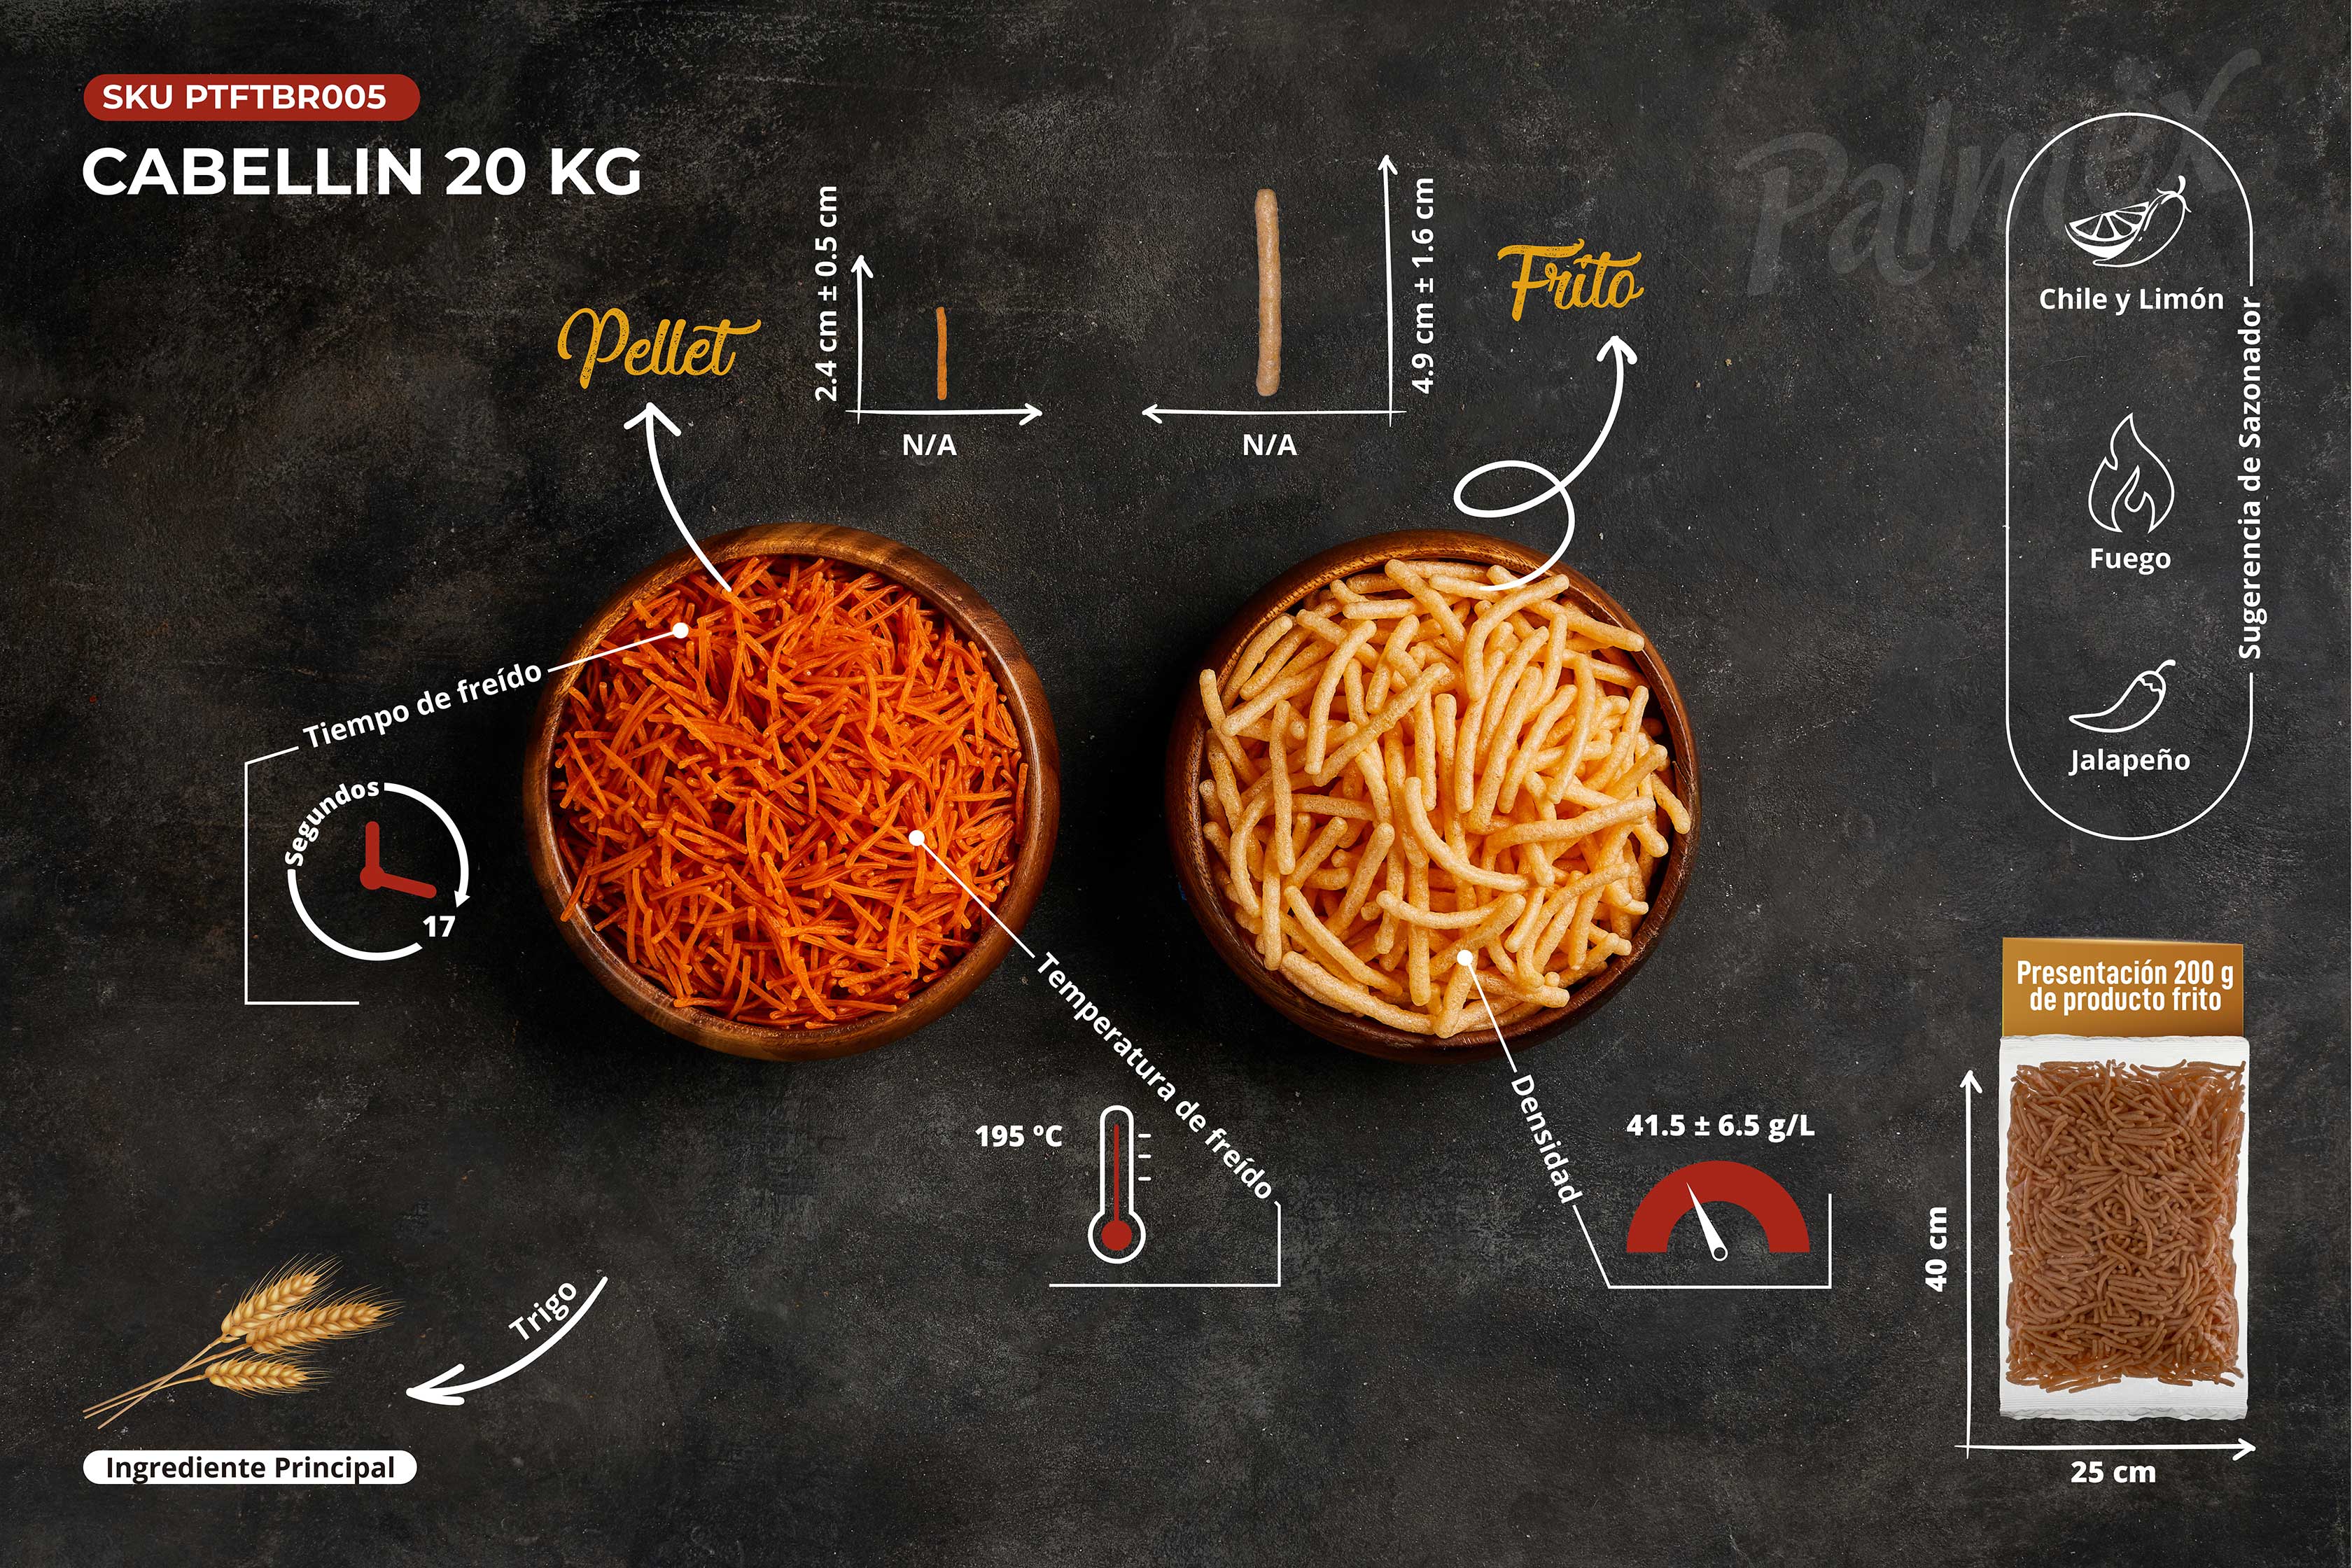 SKU PTFTBR005
CABELLIN 20 KG
Palmex
Pellet
2.4 cm ± 0.5 cm
N/A
4.9 cm ± 1.6 cm
N/A
Frito
Chile y Limón
Fuego
Jalapeño
Sugerencia de Sazonador
Tiempo de freído
Segundos
17
Temperatura de freído
195 ºC
Densidad
41.5 ± 6.5 g/L
Presentación 200 g
de producto frito
40 cm
25 cm
Trigo
Ingrediente Principal